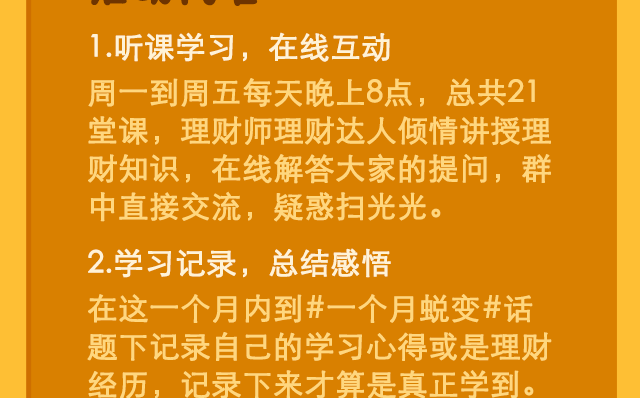 1.听课学习，在线互动
周一到周五每天晚上8点，总共21
堂课，理财师理财达人倾情讲授理
财知识，在线解答大家的提问，群
中直接交流，疑惑扫光光。
2.学习记录，总结感悟
在这一个月内到#一个月蜕变#话
题下记录自己的学习心得或是理财
经历，记录下来才算是真正学到。